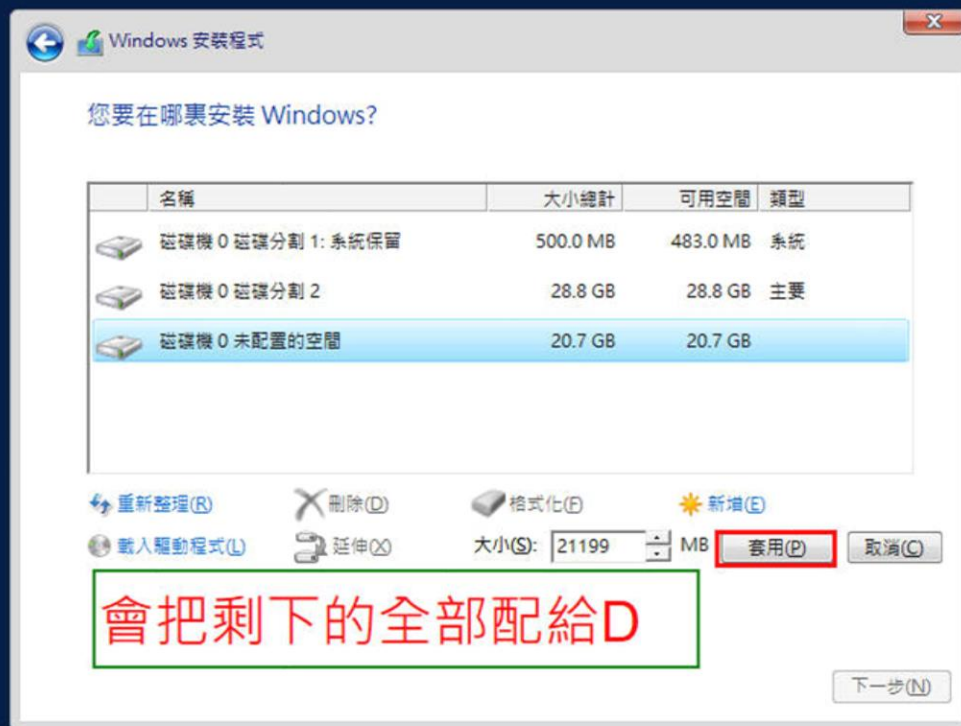 Windows 安裝程式
您要在哪裏安裝 Windows?
名稱 大小總計 可用空間 類型
磁碟機 0 磁碟分割 1: 系統保留 500.0 MB 483.0 MB 系統
磁碟機 0 磁碟分割 2 28.8 GB 28.8 GB 主要
磁碟機 0 未配置的空間 20.7 GB 20.7 GB
重新整理(R) 刪除(D) 格式化(F) 新增(E)
載入驅動程式(L) 延伸(X) 大小(S): 21199 MB 套用(P) 取消(C)
會把剩下的全部配給D
下一步(N)